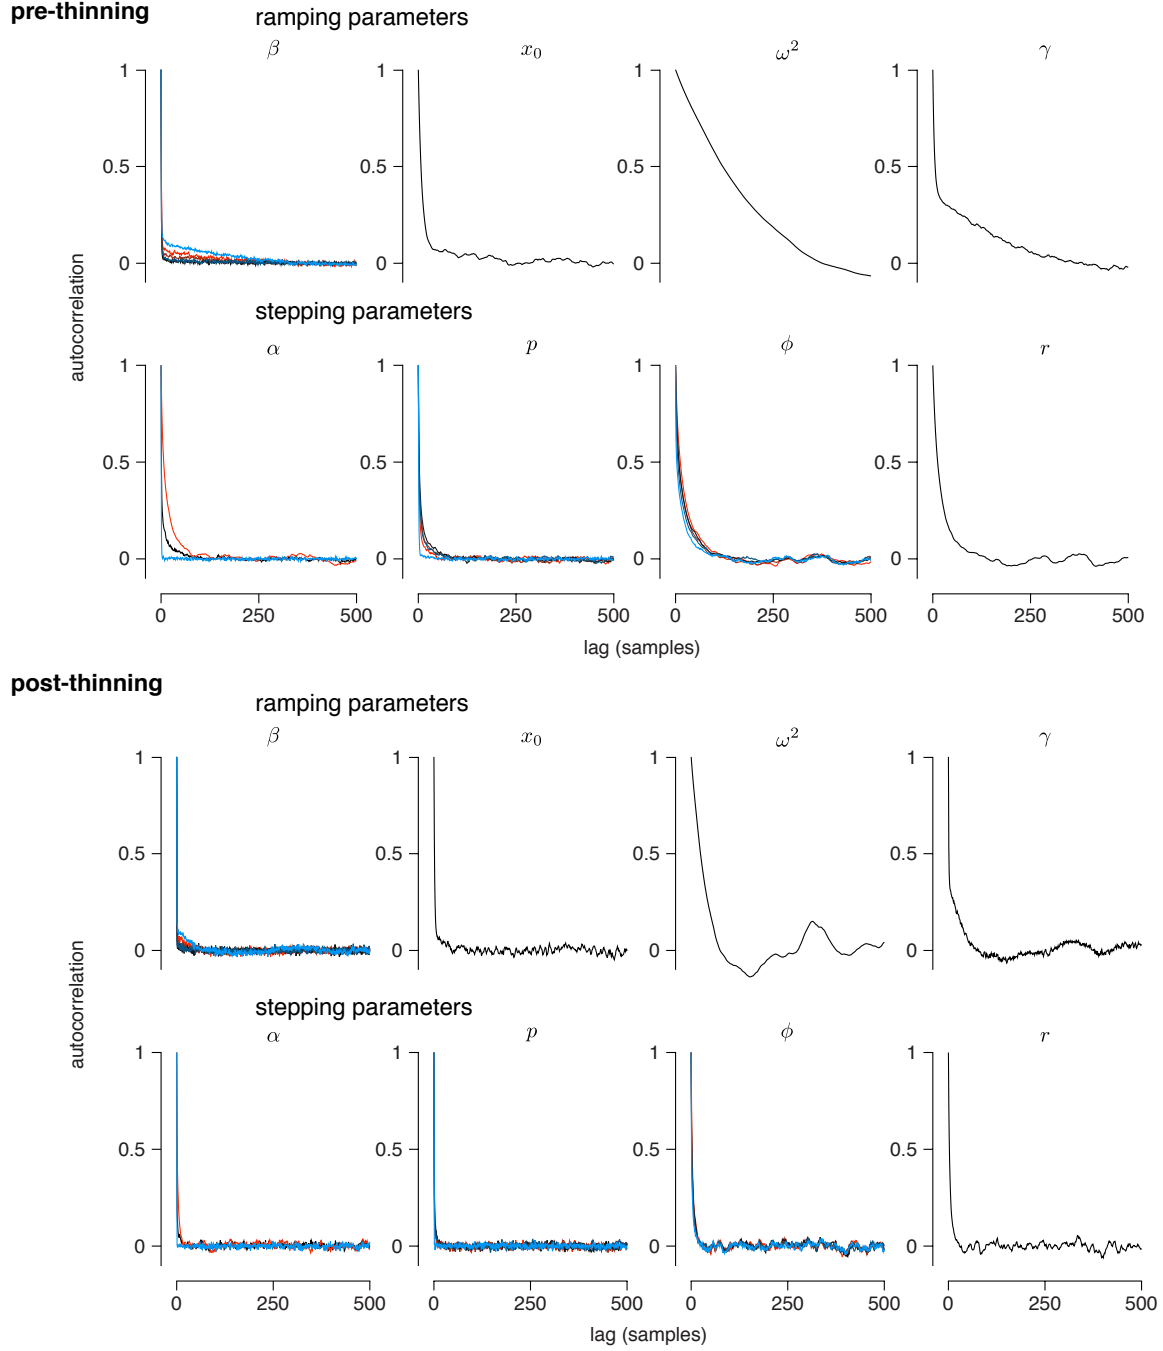 pre-thinning
ramping parameters
β x₀ ω² γ
1 1 1 1
0.5 0.5 0.5 0.5
0 0 0 0
autocorrelation
stepping parameters
α p ϕ r
1 1 1 1
0.5 0.5 0.5 0.5
0 0 0 0
0 250 500 0 250 500 0 250 500 0 250 500
lag (samples)
post-thinning
ramping parameters
β x₀ ω² γ
1 1 1 1
0.5 0.5 0.5 0.5
0 0 0 0
autocorrelation
stepping parameters
α p ϕ r
1 1 1 1
0.5 0.5 0.5 0.5
0 0 0 0
0 250 500 0 250 500 0 250 500 0 250 500
lag (samples)